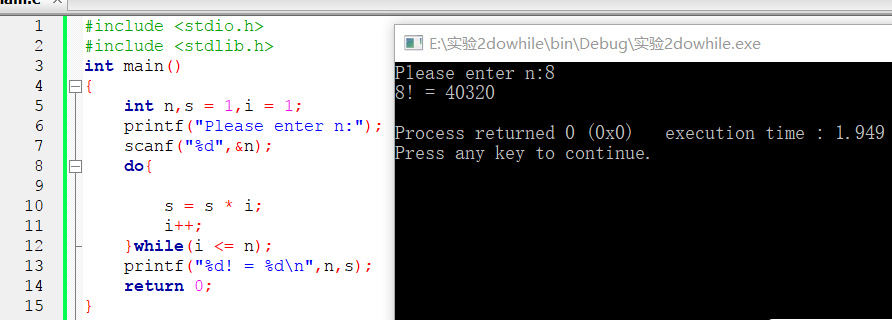 main.c
1 #include <stdio.h>
2 #include <stdlib.h>
3 int main()
4 {
5 int n,s = 1,i = 1;
6 printf("Please enter n:");
7 scanf("%d",&n);
8 do{
9
10 s = s * i;
11 i++;
12 }while(i <= n);
13 printf("%d! = %d\n",n,s);
14 return 0;
15 }
E:\实验2dowhile\bin\Debug\实验2dowhile.exe
Please enter n:8
8! = 40320
Process returned 0 (0x0) execution time : 1.949
Press any key to continue.